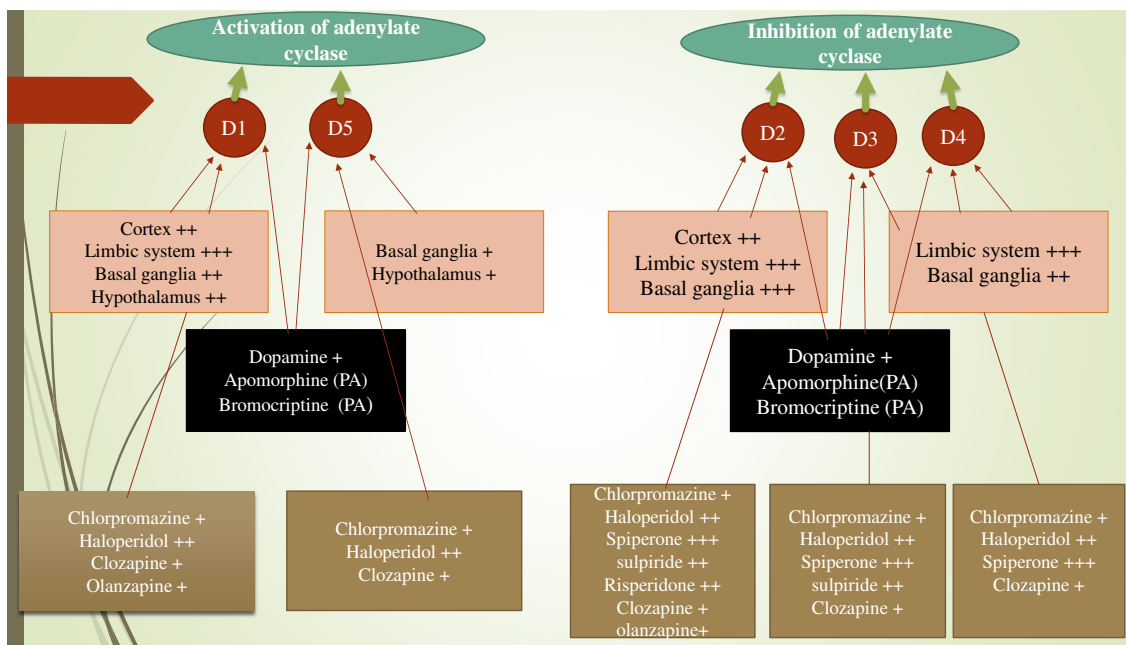 Activation of adenylate
cyclase
Inhibition of adenylate
cyclase
D1
D5
D2
D3
D4
Cortex ++
Limbic system +++
Basal ganglia ++
Hypothalamus ++
Basal ganglia +
Hypothalamus +
Cortex ++
Limbic system +++
Basal ganglia +++
Limbic system +++
Basal ganglia ++
Dopamine +
Apomorphine (PA)
Bromocriptine (PA)
Dopamine +
Apomorphine(PA)
Bromocriptine (PA)
Chlorpromazine +
Haloperidol ++
Clozapine +
Olanzapine +
Chlorpromazine +
Haloperidol ++
Clozapine +
Chlorpromazine +
Haloperidol ++
Spiperone +++
sulpiride ++
Risperidone ++
Clozapine +
olanzapine+
Chlorpromazine +
Haloperidol ++
Spiperone +++
sulpiride ++
Clozapine +
Chlorpromazine +
Haloperidol ++
Spiperone +++
Clozapine +